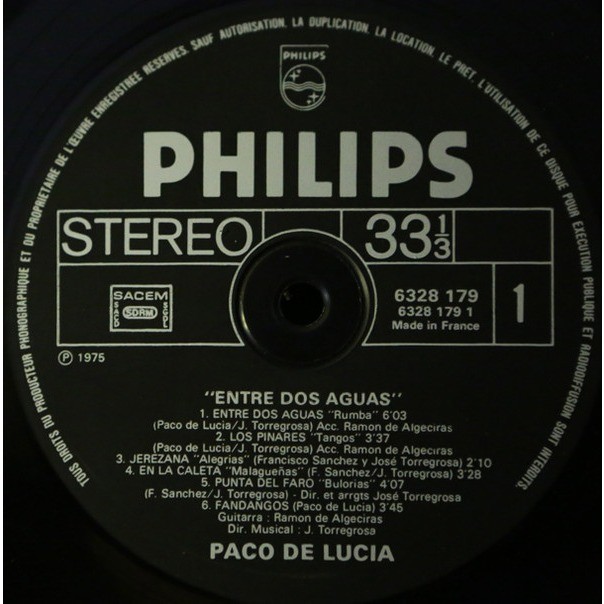 TOUS DROITS DU PRODUCTEUR PHONOGRAPHIQUE ET DU PROPRIETAIRE DE L'ŒUVRE ENREGISTREE RESERVES. SAUF AUTORISATION. LA DUPLICATION. LA LOCATION. LE PRET. L'UTILISATION DE CE DISQUE POUR EXECUTION PUBLIQUE ET RADIODIFFUSION SONT INTERDITS.
PHILIPS
PHILIPS
STEREO 33 1/3
SACEM
SACD SDRM SGDL
6328 179
6328 179 1
Made in France
1
℗ 1975
"ENTRE DOS AGUAS"
1. ENTRE DOS AGUAS "Rumba" 6'03
(Paco de Lucia/J. Torregrosa) Acc. Ramon de Algeciras
2. LOS PINARES "Tangos" 3'37
(Paco de Lucia/J. Torregrosa) Acc. Ramon de Algeciras
3. JEREZANA "Alegrias" (Francisco Sanchez y José Torregrosa) 2'10
4. EN LA CALETA "Malagueñas" (F. Sanchez/J. Torregrosa) 3'28
5. PUNTA DEL FARO "Bulorias" 4'07
(F. Sanchez/J. Torregrosa) - Dir. et arrgts José Torregrosa
6. FANDANGOS (Paco de Lucia) 3'45
Guitarra : Ramon de Algeciras
Dir. Musical : J. Torregrosa
PACO DE LUCIA